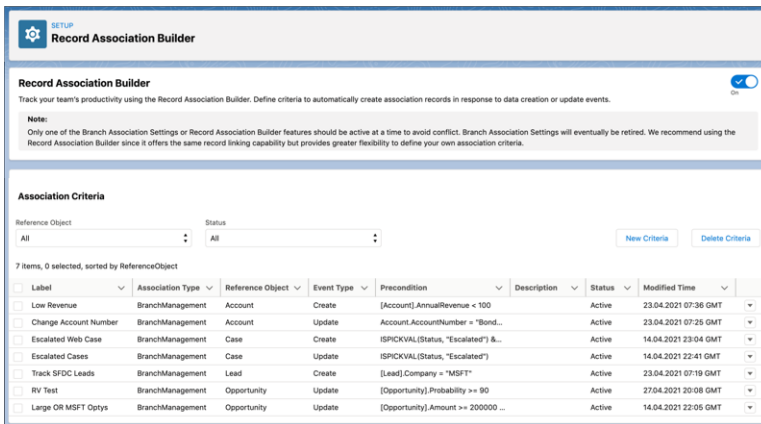 SETUP
Record Association Builder
Record Association Builder
On
Track your team's productivity using the Record Association Builder. Define criteria to automatically create association records in response to data creation or update events.
Note:
Only one of the Branch Association Settings or Record Association Builder features should be active at a time to avoid conflict. Branch Association Settings will eventually be retired. We recommend using the
Record Association Builder since it offers the same record linking capability but provides greater flexibility to define your own association criteria.
Association Criteria
Reference Object Status
All All New Criteria Delete Criteria
7 items, 0 selected, sorted by ReferenceObject
Label Association Type Reference Object Event Type Precondition Description Status Modified Time
Low Revenue BranchManagement Account Create [Account].AnnualRevenue < 100 Active 23.04.2021 07:36 GMT
Change Account Number BranchManagement Account Update Account.AccountNumber = "Bond... Active 23.04.2021 07:25 GMT
Escalated Web Case BranchManagement Case Create ISPICKVAL(Status, "Escalated") &... Active 14.04.2021 23:04 GMT
Escalated Cases BranchManagement Case Update ISPICKVAL(Status, "Escalated") Active 14.04.2021 22:41 GMT
Track SFDC Leads BranchManagement Lead Create [Lead].Company = "MSFT" Active 23.04.2021 07:19 GMT
RV Test BranchManagement Opportunity Update [Opportunity].Probability >= 90 Active 27.04.2021 20:08 GMT
Large OR MSFT Optys BranchManagement Opportunity Update [Opportunity].Amount >= 200000 ... Active 14.04.2021 22:05 GMT